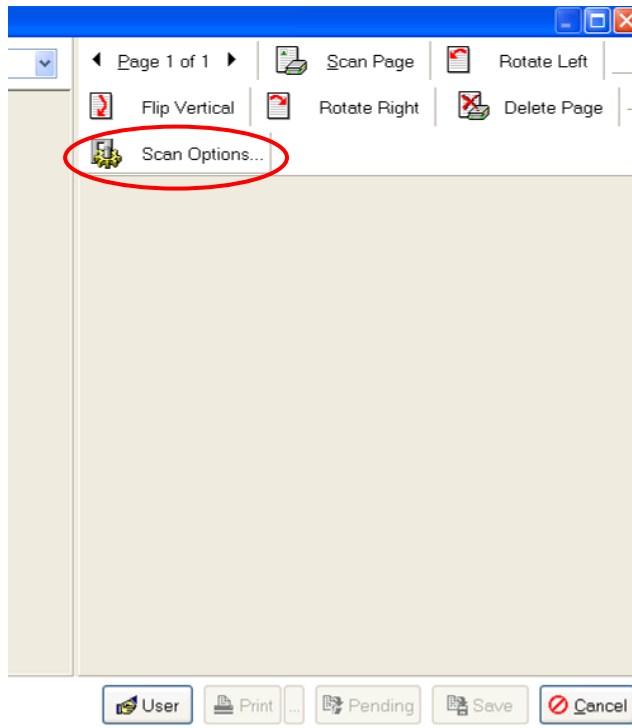 Page 1 of 1 Scan Page Rotate Left
Flip Vertical Rotate Right Delete Page
Scan Options...
User Print ... Pending Save Cancel